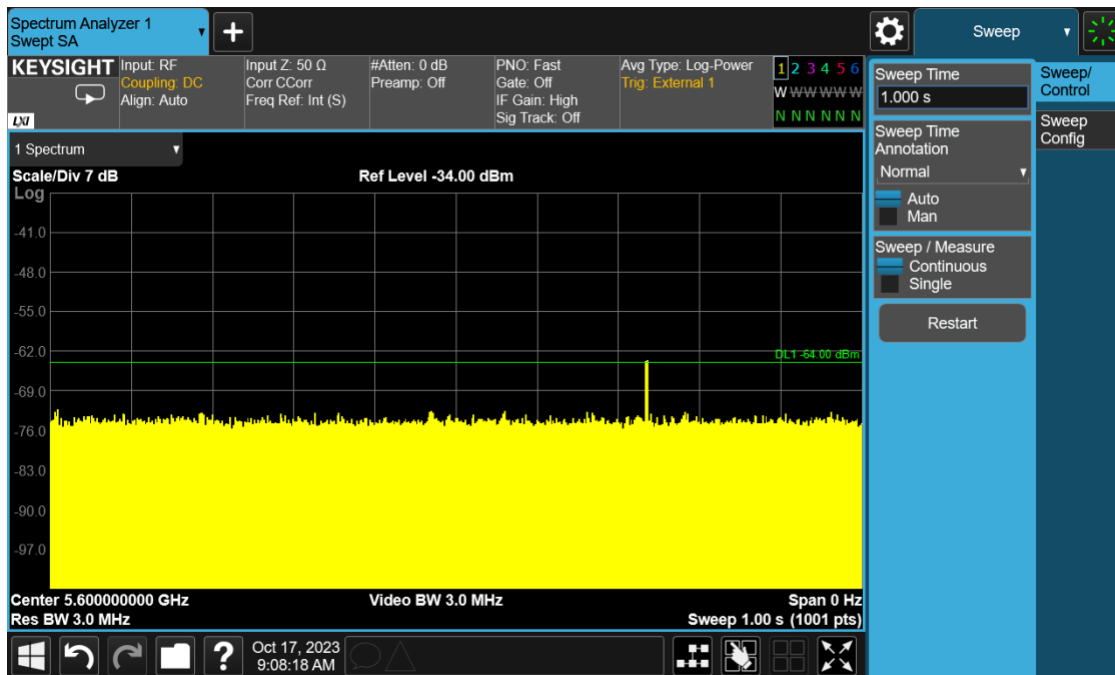 Spectrum Analyzer 1
Swept SA
+
Sweep
KEYSIGHT
LXI
Input: RF
Coupling: DC
Align: Auto
Input Z: 50 Ω
Corr CCorr
Freq Ref: Int (S)
#Atten: 0 dB
Preamp: Off
PNO: Fast
Gate: Off
IF Gain: High
Sig Track: Off
Avg Type: Log-Power
Trig: External 1
1 2 3 4 5 6
W W W W W W
N N N N N N
1 Spectrum
Scale/Div 7 dB
Ref Level -34.00 dBm
Log
-41.0
-48.0
-55.0
-62.0
DL1 -64.00 dBm
-69.0
-76.0
-83.0
-90.0
-97.0
Center 5.600000000 GHz
Video BW 3.0 MHz
Span 0 Hz
Res BW 3.0 MHz
Sweep 1.00 s (1001 pts)
Sweep Time
1.000 s
Sweep Time
Annotation
Normal
Auto
Man
Sweep / Measure
Continuous
Single
Restart
Sweep/
Control
Sweep
Config
?
Oct 17, 2023
9:08:18 AM